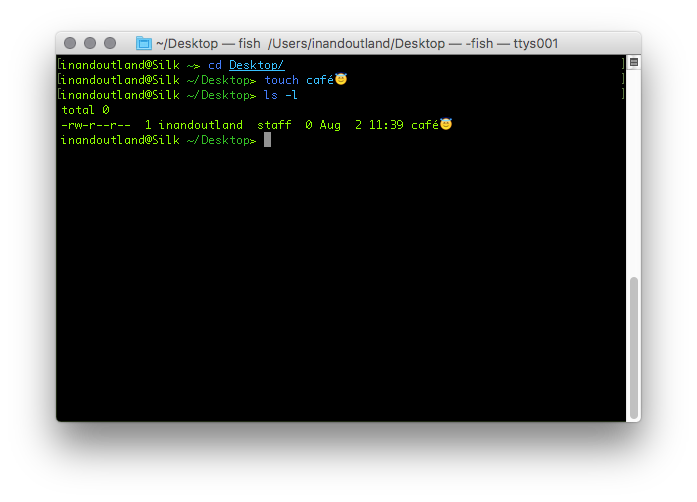 ~/Desktop — fish  /Users/inandoutland/Desktop — -fish — ttys001
[inandoutland@Silk ~> cd Desktop/ ]
[inandoutland@Silk ~/Desktop> touch café😇 ]
[inandoutland@Silk ~/Desktop> ls -l ]
total 0
-rw-r--r--  1 inandoutland  staff  0 Aug  2 11:39 café😇
inandoutland@Silk ~/Desktop>